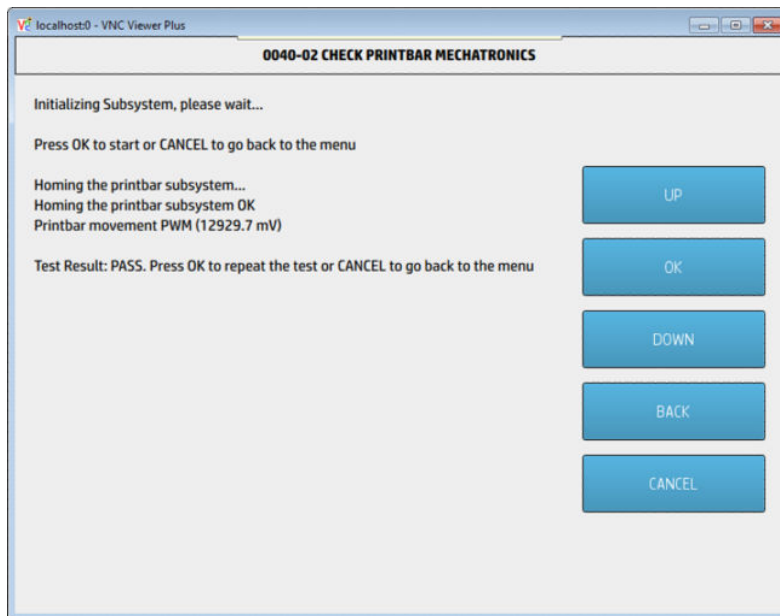 localhost:0 - VNC Viewer Plus
0040-02 CHECK PRINTBAR MECHATRONICS
Initializing Subsystem, please wait...
Press OK to start or CANCEL to go back to the menu
Homing the printbar subsystem...
Homing the printbar subsystem OK
Printbar movement PWM (12929.7 mV)
Test Result: PASS. Press OK to repeat the test or CANCEL to go back to the menu
UP
OK
DOWN
BACK
CANCEL